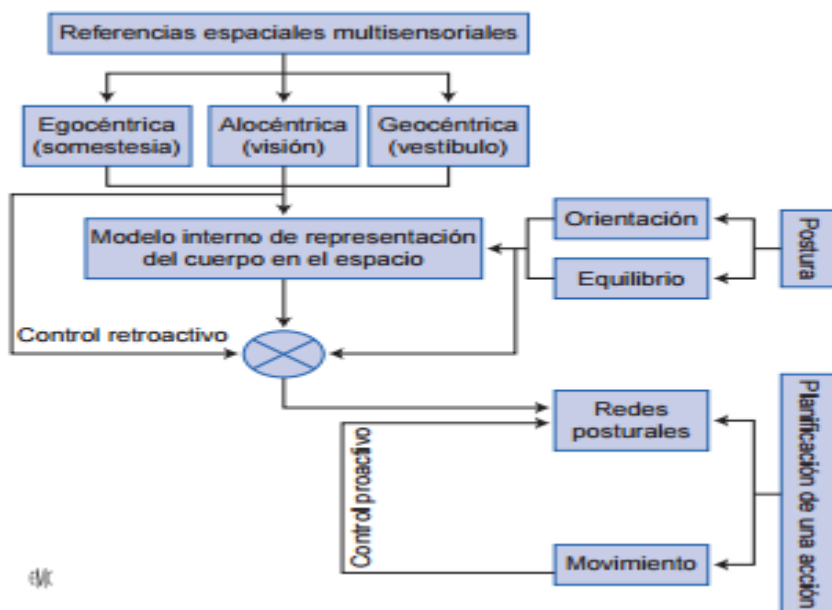 Referencias espaciales multisensoriales
Egocéntrica
(somestesia)
Alocéntrica
(visión)
Geocéntrica
(vestíbulo)
Modelo interno de representación
del cuerpo en el espacio
Orientación
Equilibrio
Postura
Control retroactivo
Redes
posturales
Control proactivo
Movimiento
Planificación de una acción
EMC